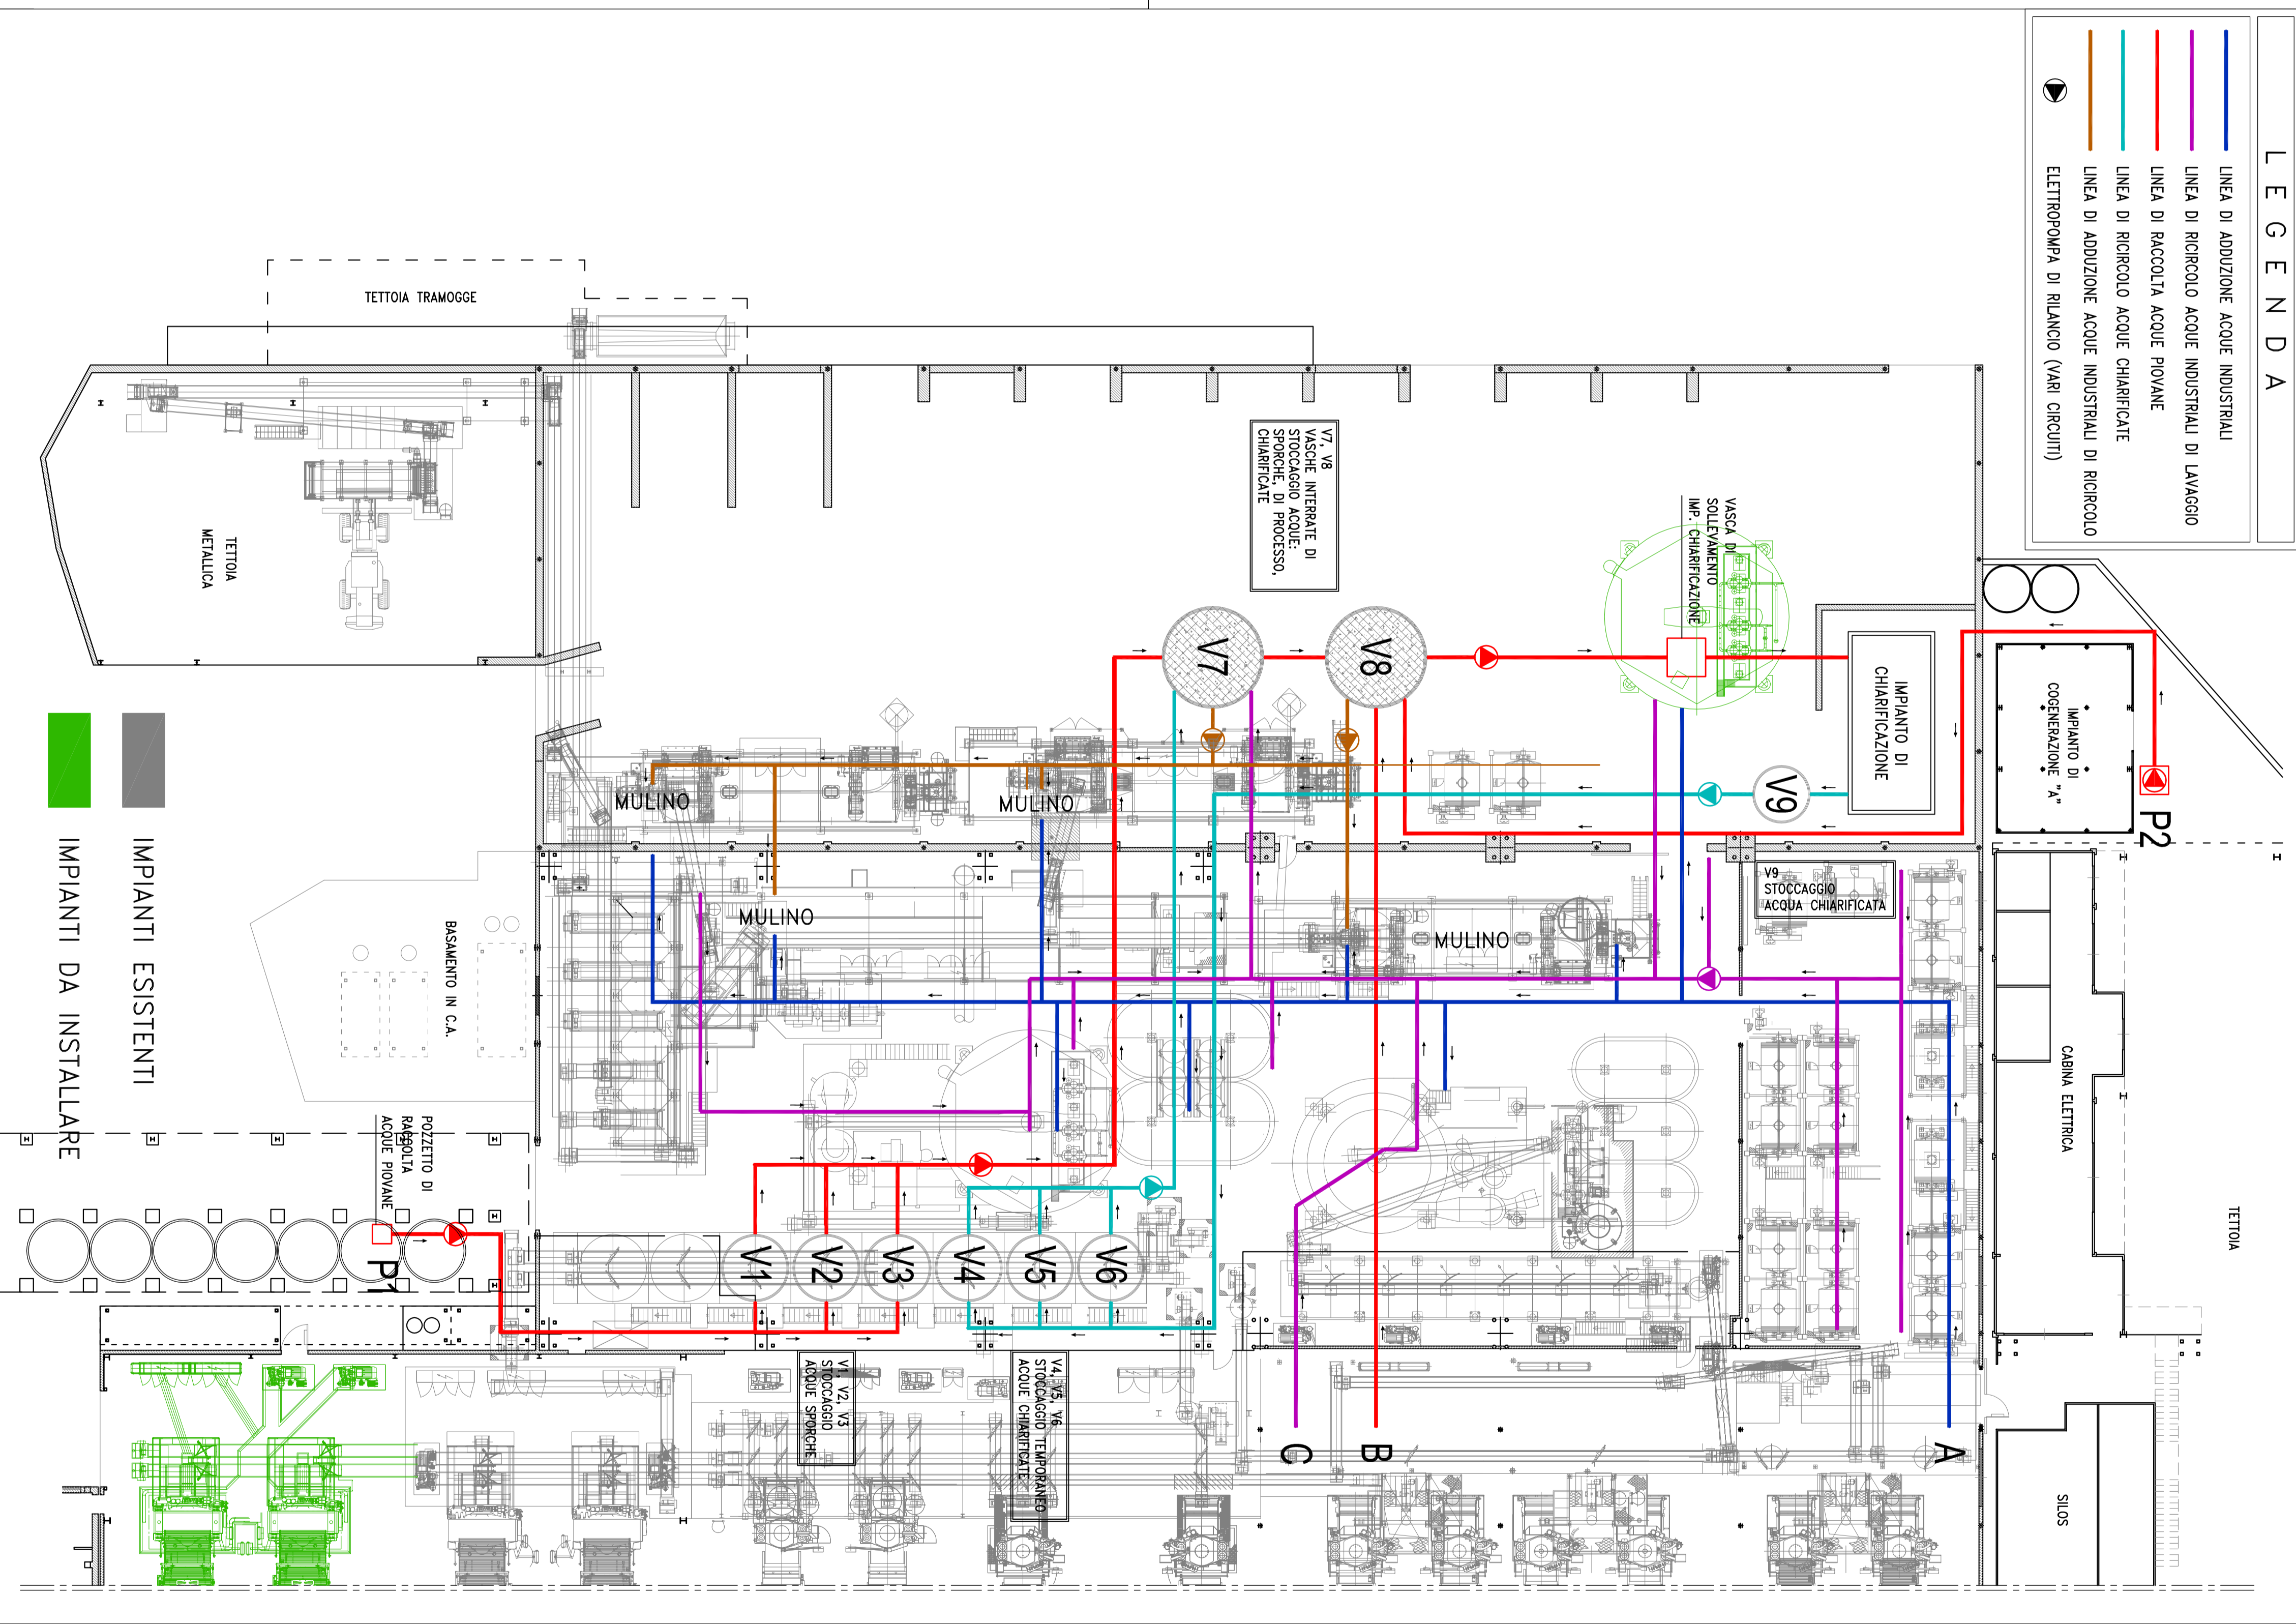 L E G E N D A
LINEA DI ADDUZIONE ACQUE INDUSTRIALI
LINEA DI RICIRCOLO ACQUE INDUSTRIALI DI LAVAGGIO
LINEA DI RACCOLTA ACQUE PIOVANE
LINEA DI RICIRCOLO ACQUE CHIARIFICATE
LINEA DI ADDUZIONE ACQUE INDUSTRIALI DI RICIRCOLO
ELETTROPOMPA DI RILANCIO (VARI CIRCUITI)
TETTOIA TRAMOGGE
TETTOIA
METALLICA
V7, V8
VASCHE INTERRATE DI
STOCCAGGIO ACQUE:
SPORCHE, DI PROCESSO,
CHIARIFICATE
VASCA DI
SOLLEVAMENTO
IMP. CHIARIFICAZIONE
V7
V8
IMPIANTO DI
CHIARIFICAZIONE
IMPIANTO DI
COGENERAZIONE "A"
P2
V9
MULINO
MULINO
MULINO
MULINO
V9
STOCCAGGIO
ACQUA CHIARIFICATA
CABINA ELETTRICA
TETTOIA
SILOS
BASAMENTO IN C.A.
IMPIANTI ESISTENTI
IMPIANTI DA INSTALLARE
POZZETTO DI
RACCOLTA
ACQUE PIOVANE
P1
V1
V2
V3
V4
V5
V6
V1, V2, V3
STOCCAGGIO
ACQUE SPORCHE
V4, V5, V6
STOCCAGGIO TEMPORANEO
ACQUE CHIARIFICATE
C
B
A